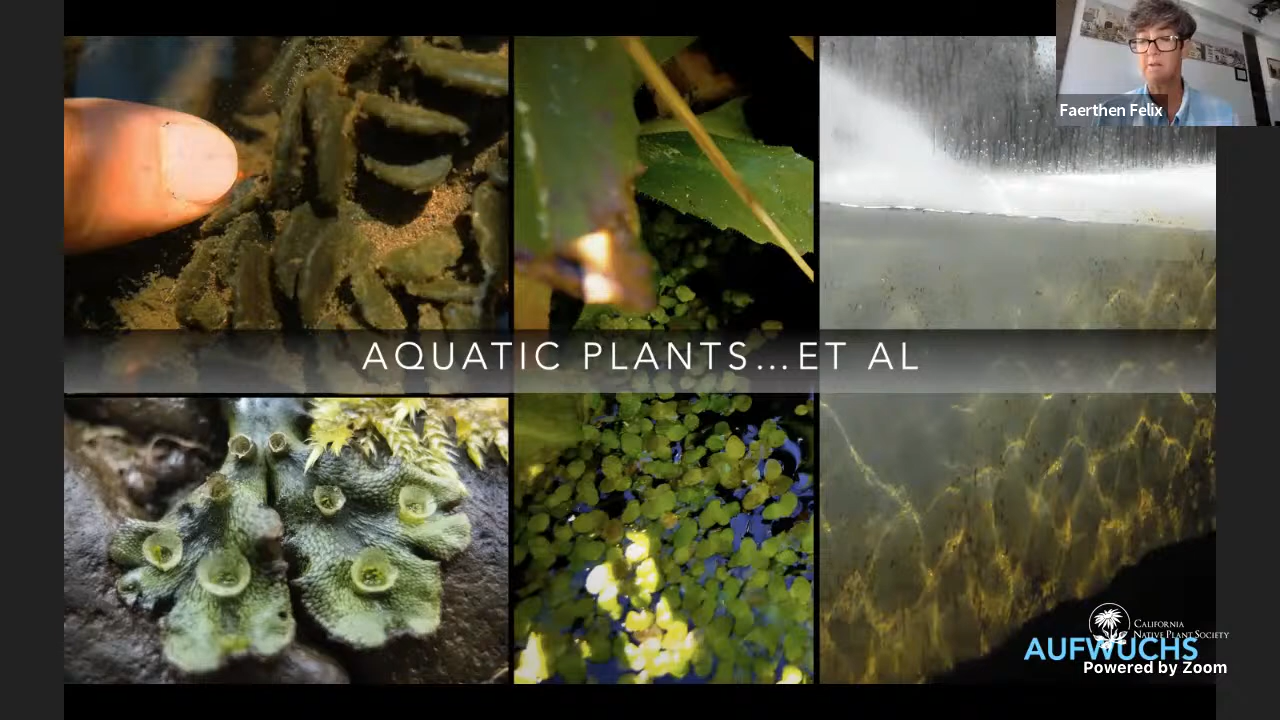 Faerthen Felix
AQUATIC PLANTS...ET AL
CALIFORNIA
NATIVE PLANT SOCIETY
AUFWUCHS
Powered by Zoom